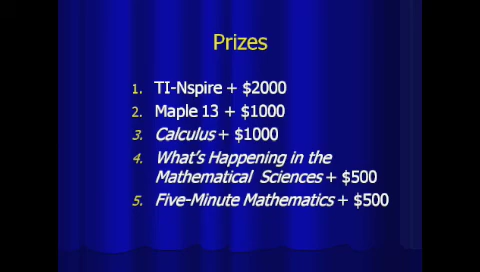 Prizes
1. TI-Nspire + $2000
2. Maple 13 + $1000
3. Calculus + $1000
4. What's Happening in the
Mathematical Sciences + $500
5. Five-Minute Mathematics + $500